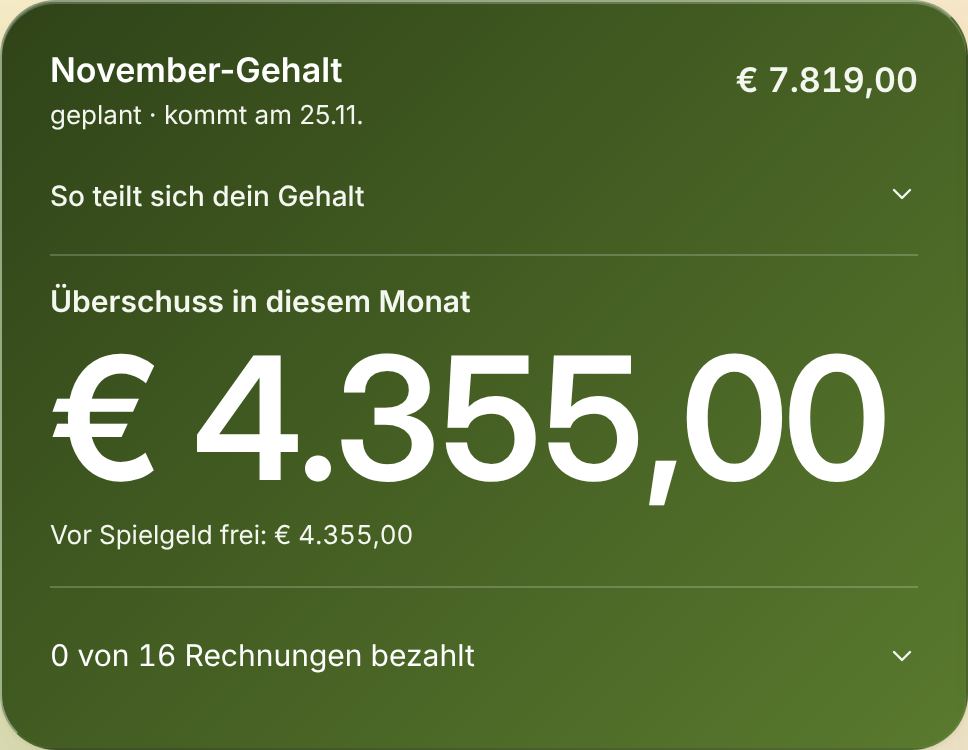 November-Gehalt
€ 7.819,00
geplant · kommt am 25.11.
So teilt sich dein Gehalt
Überschuss in diesem Monat
€ 4.355,00
Vor Spielgeld frei: € 4.355,00
0 von 16 Rechnungen bezahlt